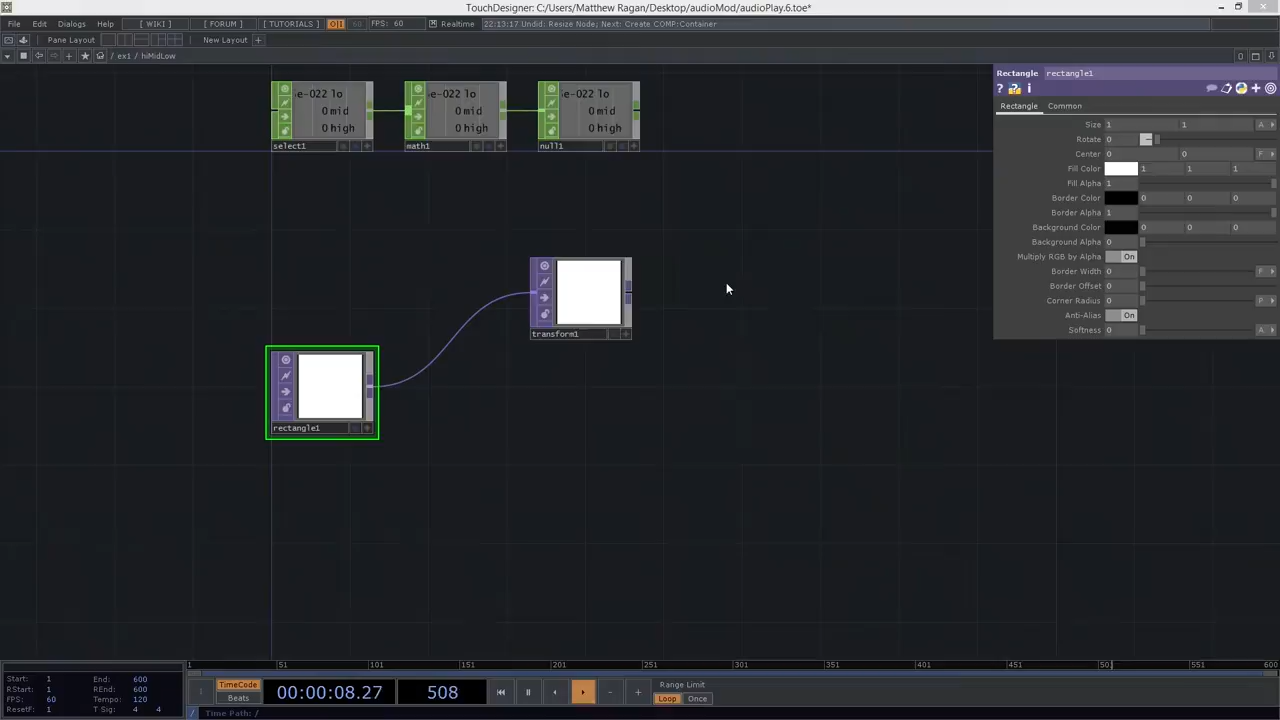 TouchDesigner: C:/Users/Matthew Ragan/Desktop/audioMod/audioPlay.6.toe*
File Edit Dialogs Help [ WIKI ] [ FORUM ] [ TUTORIALS ] O|1 60 FPS: 60 Realtime 22:13:17 Undid: Resize Node; Next: Create COMP:Container
Pane Layout New Layout +
/ ex1 / hiMidLow
e-022 lo
0 mid
0 high
select1
e-022 lo
0 mid
0 high
math1
e-022 lo
0 mid
0 high
null1
transform1
rectangle1
Rectangle rectangle1
? i
Rectangle Common
Size 1 1 A
Rotate 0
Center 0 0 F
Fill Color 1 1 1
Fill Alpha 1
Border Color 0 0 0
Border Alpha 1
Background Color 0 0 0
Background Alpha 0
Multiply RGB by Alpha On
Border Width 0 F
Border Offset 0
Corner Radius 0 P
Anti-Alias On
Softness 0
1 51 101 151 201 251 301 351 401 451 501 551 600
Start: 1 End: 600
RStart: 1 REnd: 600
FPS: 60 Tempo: 120
ResetF: 1 T Sig: 4 4
TimeCode
Beats
00:00:08.27 508
Range Limit
Loop Once
/ Time Path: /